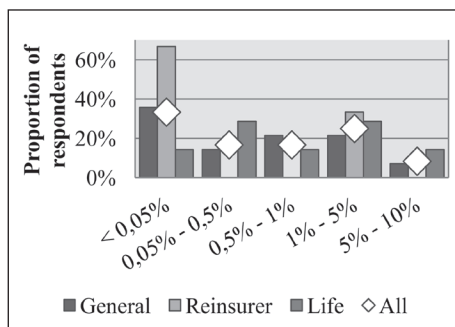 Proportion of
respondents
60%
40%
20%
0%
< 0,05%
0,05% - 0,5%
0,5% - 1%
1% - 5%
5% - 10%
General Reinsurer Life All